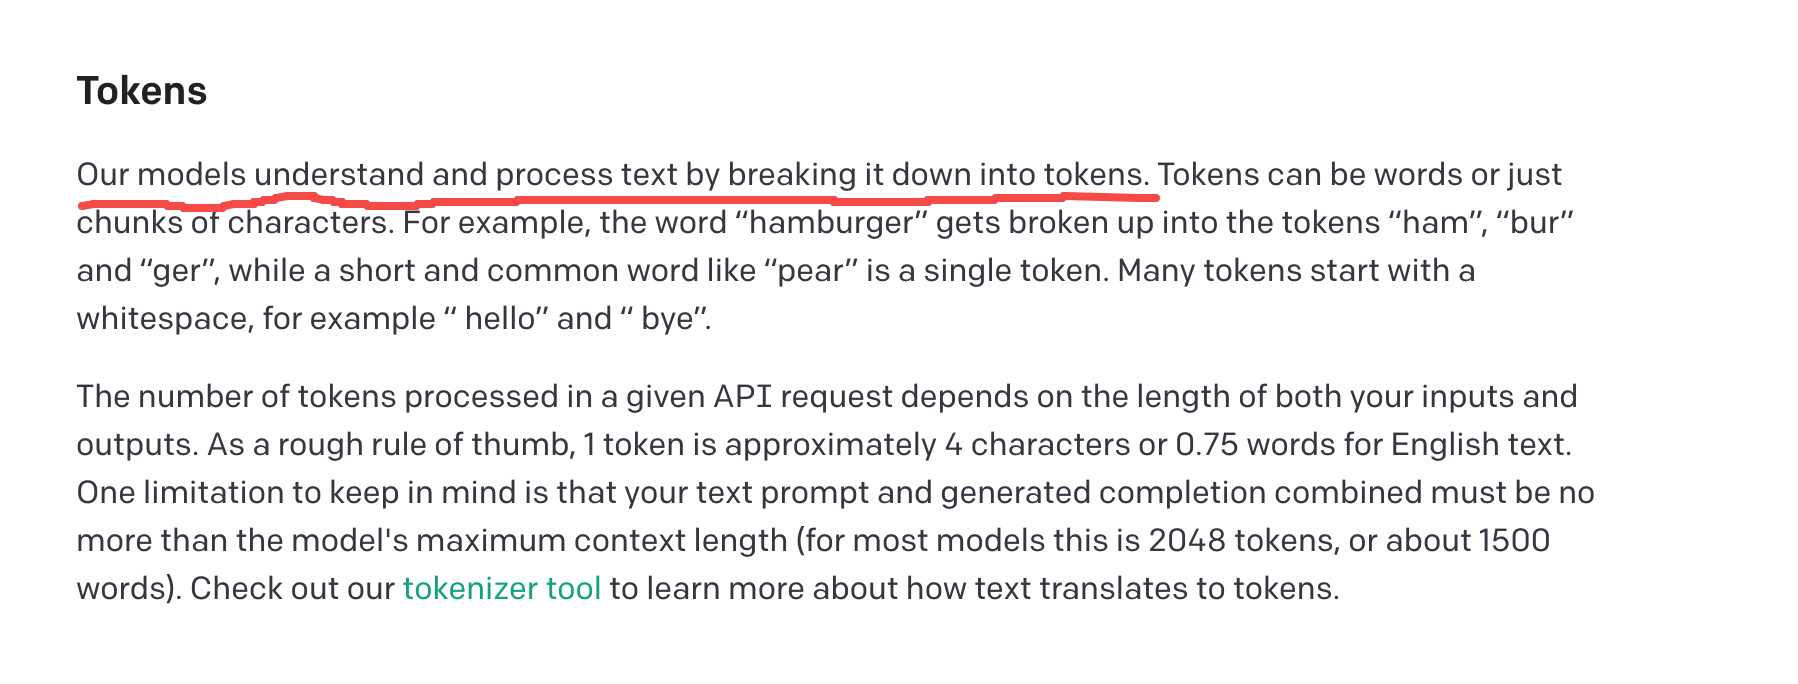 Tokens
Our models understand and process text by breaking it down into tokens. Tokens can be words or just
chunks of characters. For example, the word “hamburger” gets broken up into the tokens “ham”, “bur”
and “ger”, while a short and common word like “pear” is a single token. Many tokens start with a
whitespace, for example “ hello” and “ bye”.
The number of tokens processed in a given API request depends on the length of both your inputs and
outputs. As a rough rule of thumb, 1 token is approximately 4 characters or 0.75 words for English text.
One limitation to keep in mind is that your text prompt and generated completion combined must be no
more than the model's maximum context length (for most models this is 2048 tokens, or about 1500
words). Check out our tokenizer tool to learn more about how text translates to tokens.